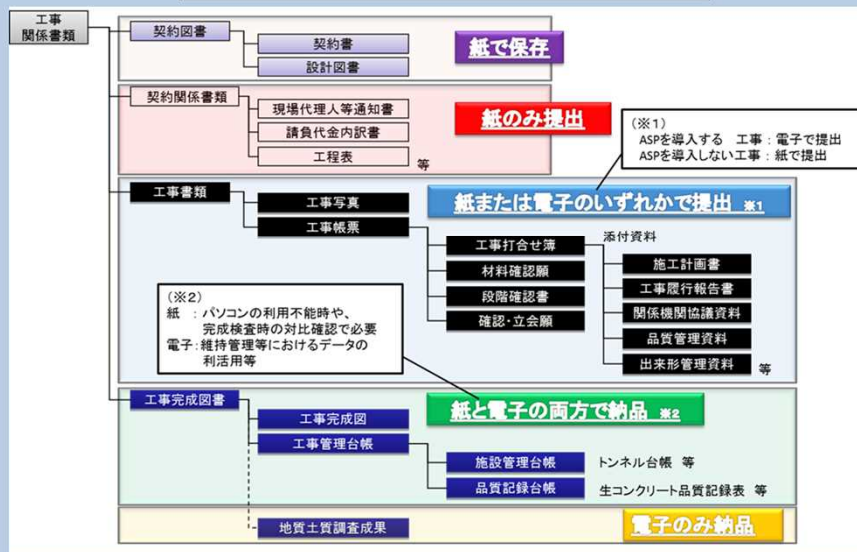 工事
関係書類
契約図書
契約書
設計図書
紙で保存
契約関係書類
現場代理人等通知書
請負代金内訳書
工程表
等
紙のみ提出
(※1)
ASPを導入する 工事:電子で提出
ASPを導入しない工事:紙で提出
工事書類
工事写真
工事帳票
紙または電子のいずれかで提出 ※1
工事打合せ簿
材料確認願
段階確認書
確認・立会願
添付資料
施工計画書
工事履行報告書
関係機関協議資料
品質管理資料
出来形管理資料
等
(※2)
紙 :パソコンの利用不能時や、
完成検査時の対比確認で必要
電子:維持管理等におけるデータの
利活用等
工事完成図書
工事完成図
工事管理台帳
紙と電子の両方で納品 ※2
施設管理台帳
トンネル台帳 等
品質記録台帳
生コンクリート品質記録表 等
地質土質調査成果
電子のみ納品